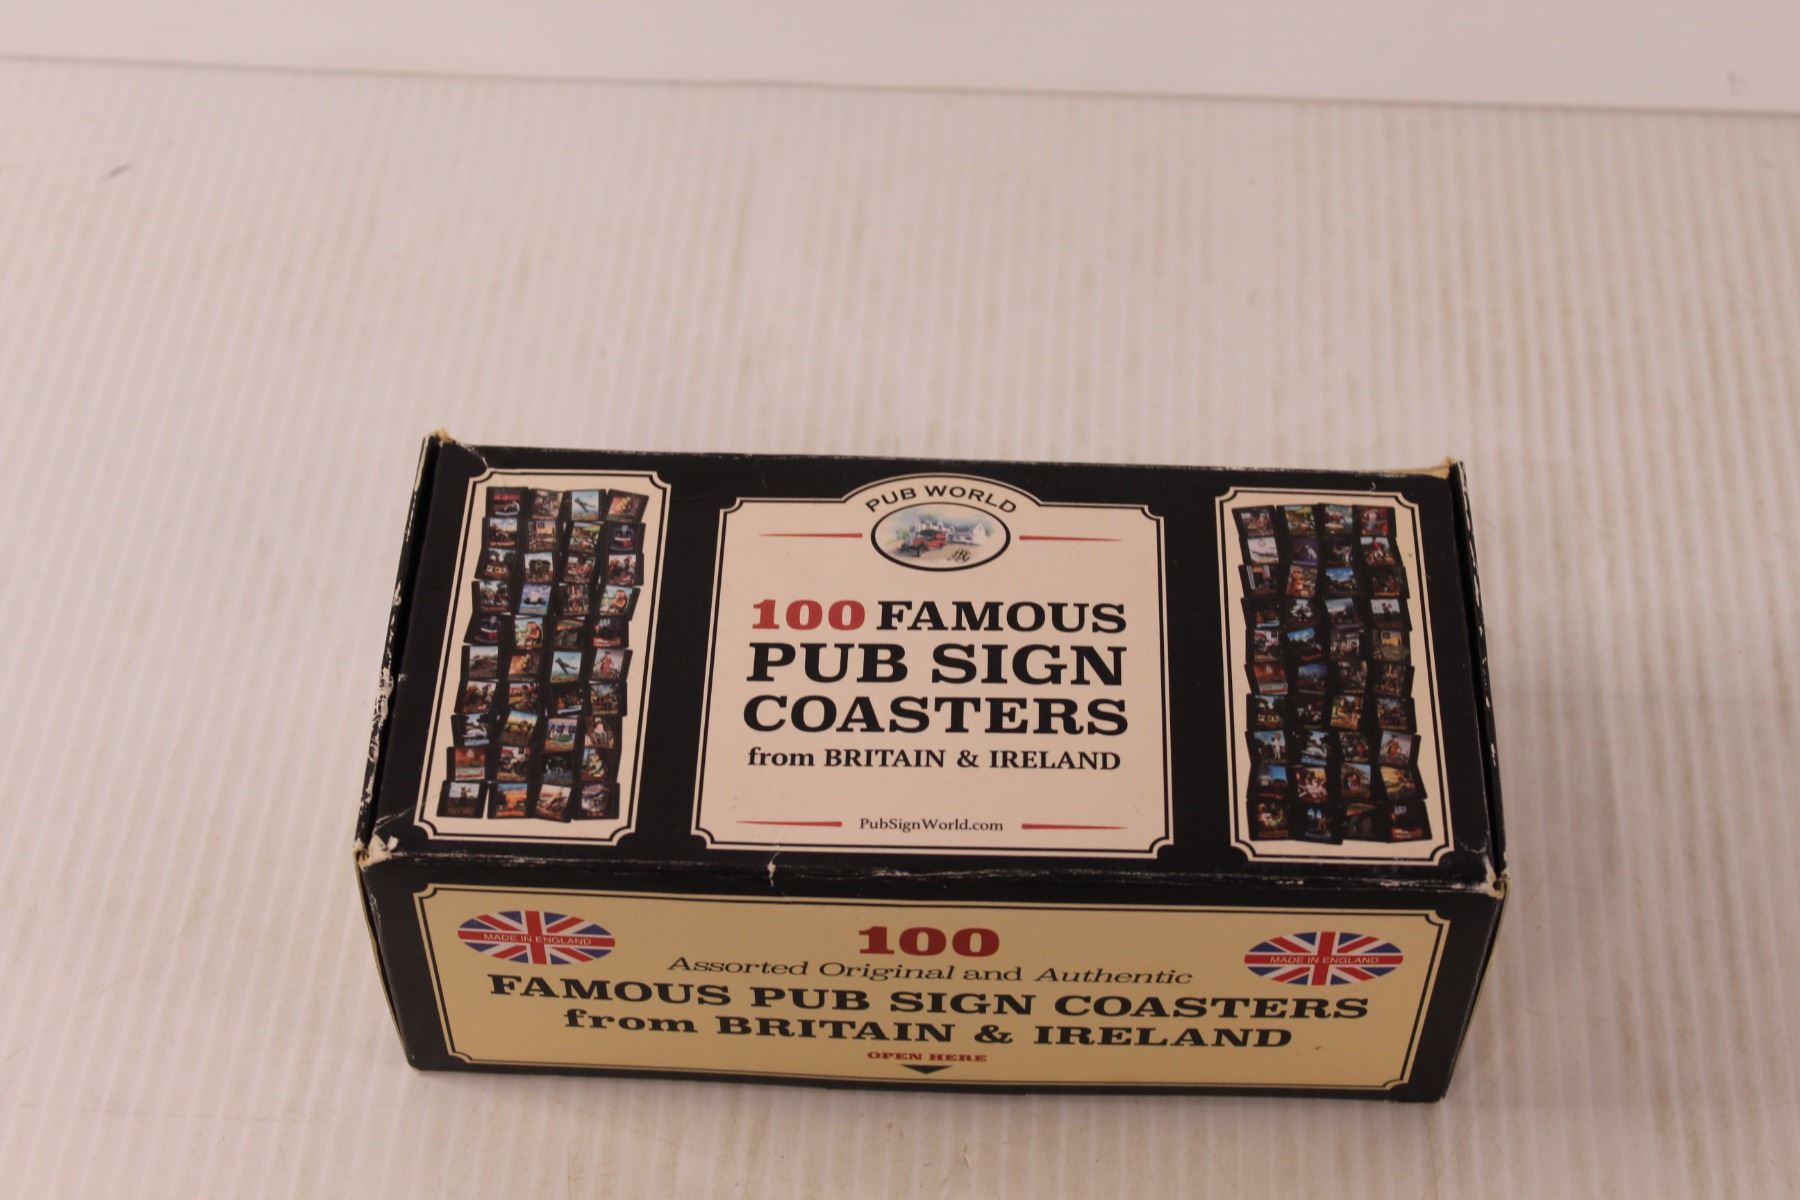 PUB WORLD
100 FAMOUS
PUB SIGN
COASTERS
from BRITAIN & IRELAND
PubSignWorld.com
MADE IN ENGLAND
100
MADE IN ENGLAND
Assorted Original and Authentic
FAMOUS PUB SIGN COASTERS
from BRITAIN & IRELAND
OPEN HERE